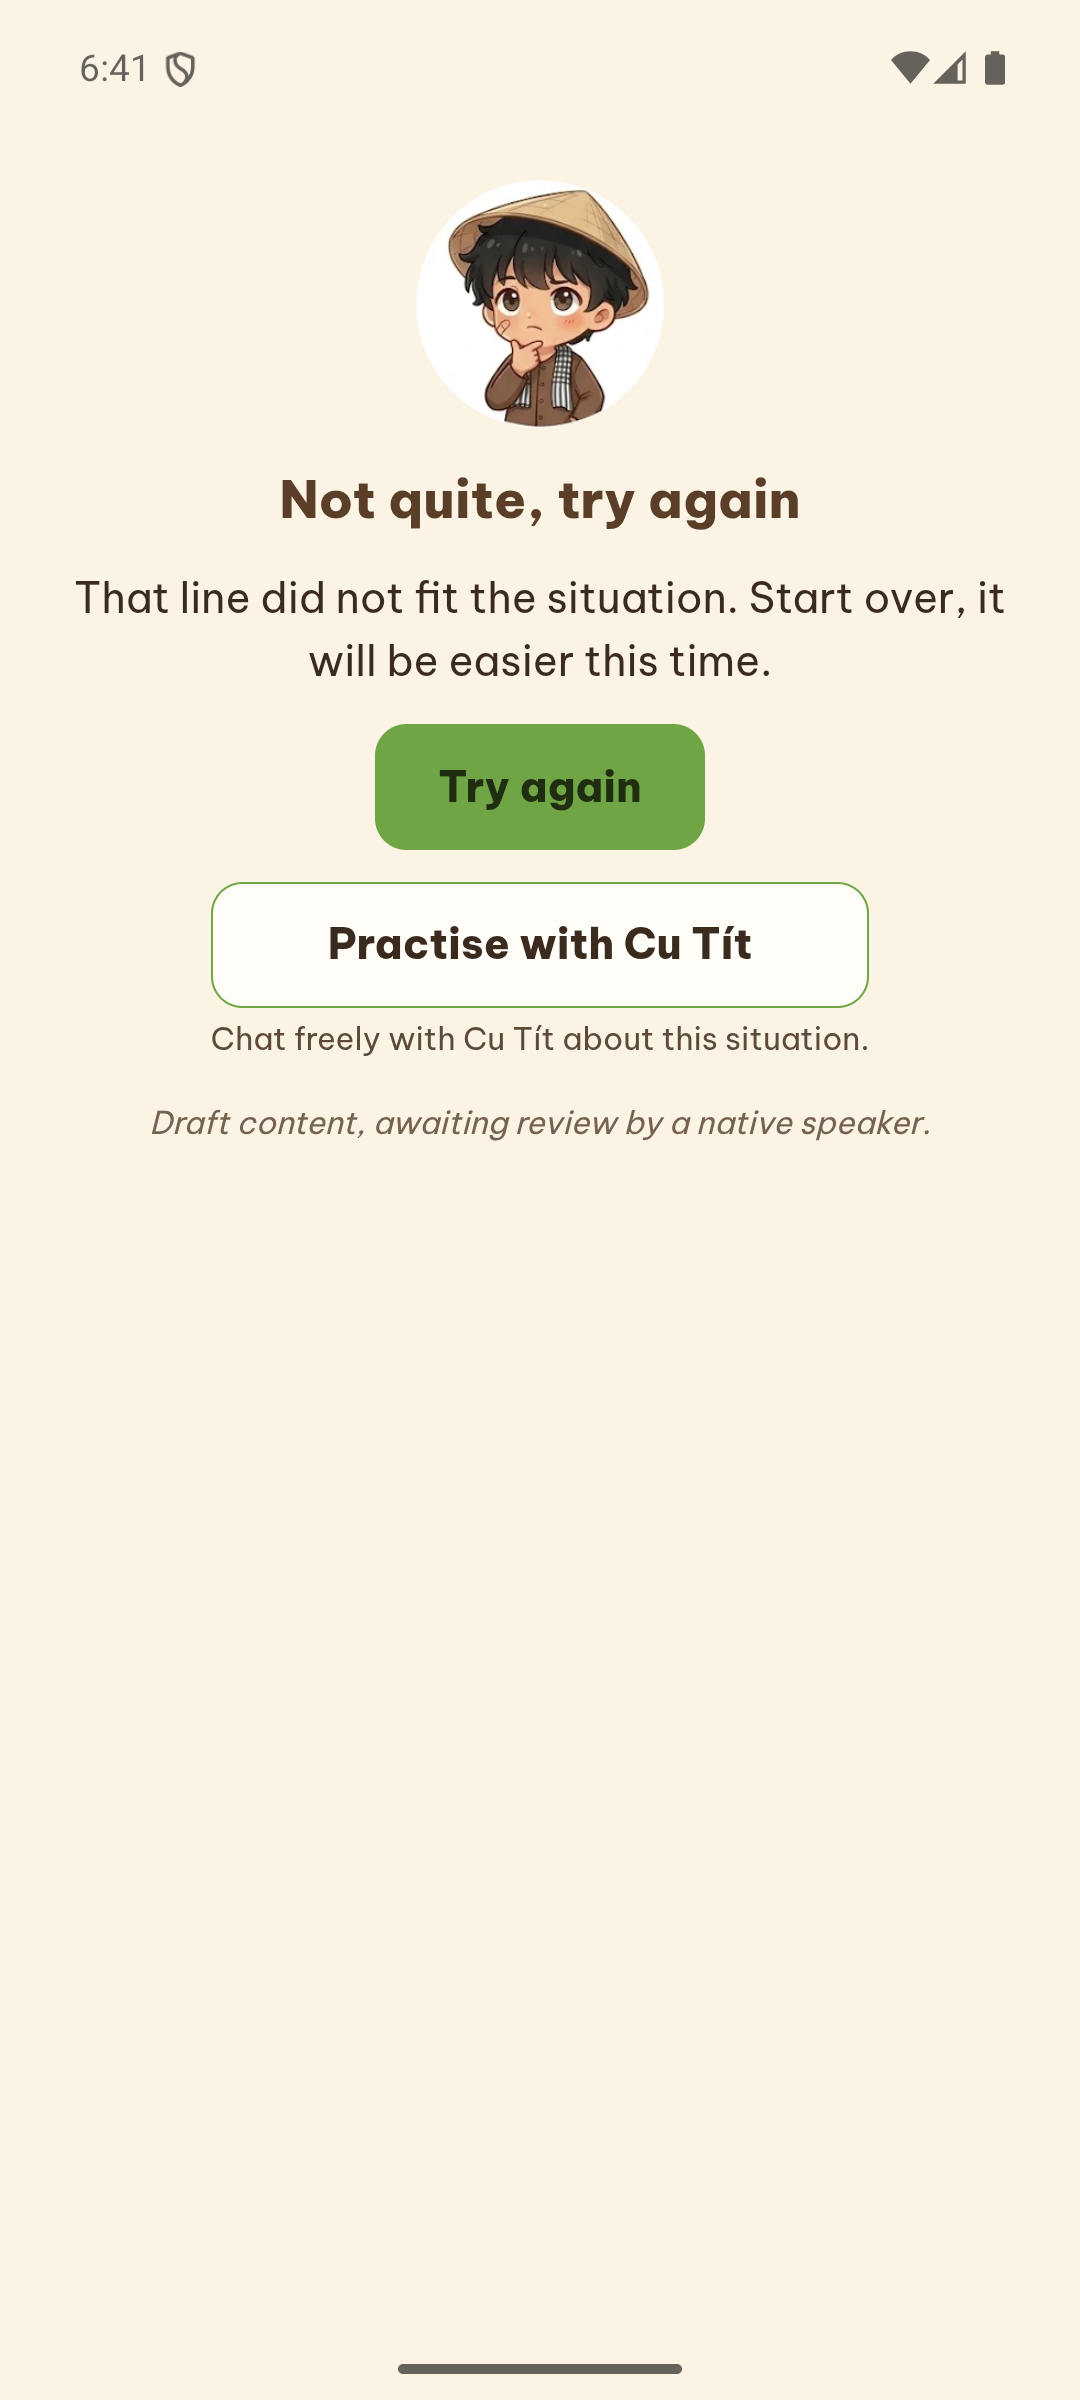 6:41
Not quite, try again
That line did not fit the situation. Start over, it
will be easier this time.
Try again
Practise with Cu Tít
Chat freely with Cu Tít about this situation.
Draft content, awaiting review by a native speaker.